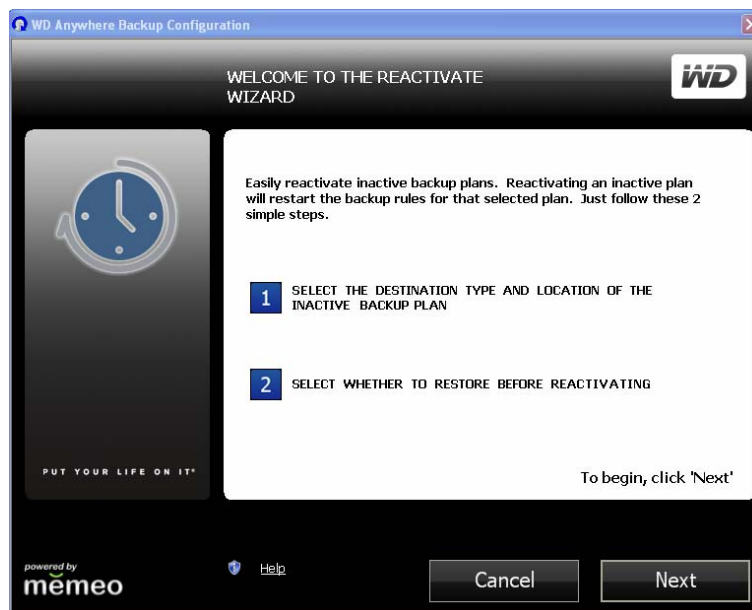 WD Anywhere Backup Configuration
WELCOME TO THE REACTIVATE
WIZARD
WD
Easily reactivate inactive backup plans. Reactivating an inactive plan
will restart the backup rules for that selected plan. Just follow these 2
simple steps.
1 SELECT THE DESTINATION TYPE AND LOCATION OF THE
INACTIVE BACKUP PLAN
2 SELECT WHETHER TO RESTORE BEFORE REACTIVATING
PUT YOUR LIFE ON IT®
To begin, click 'Next'
powered by
měmeo
Help
Cancel
Next